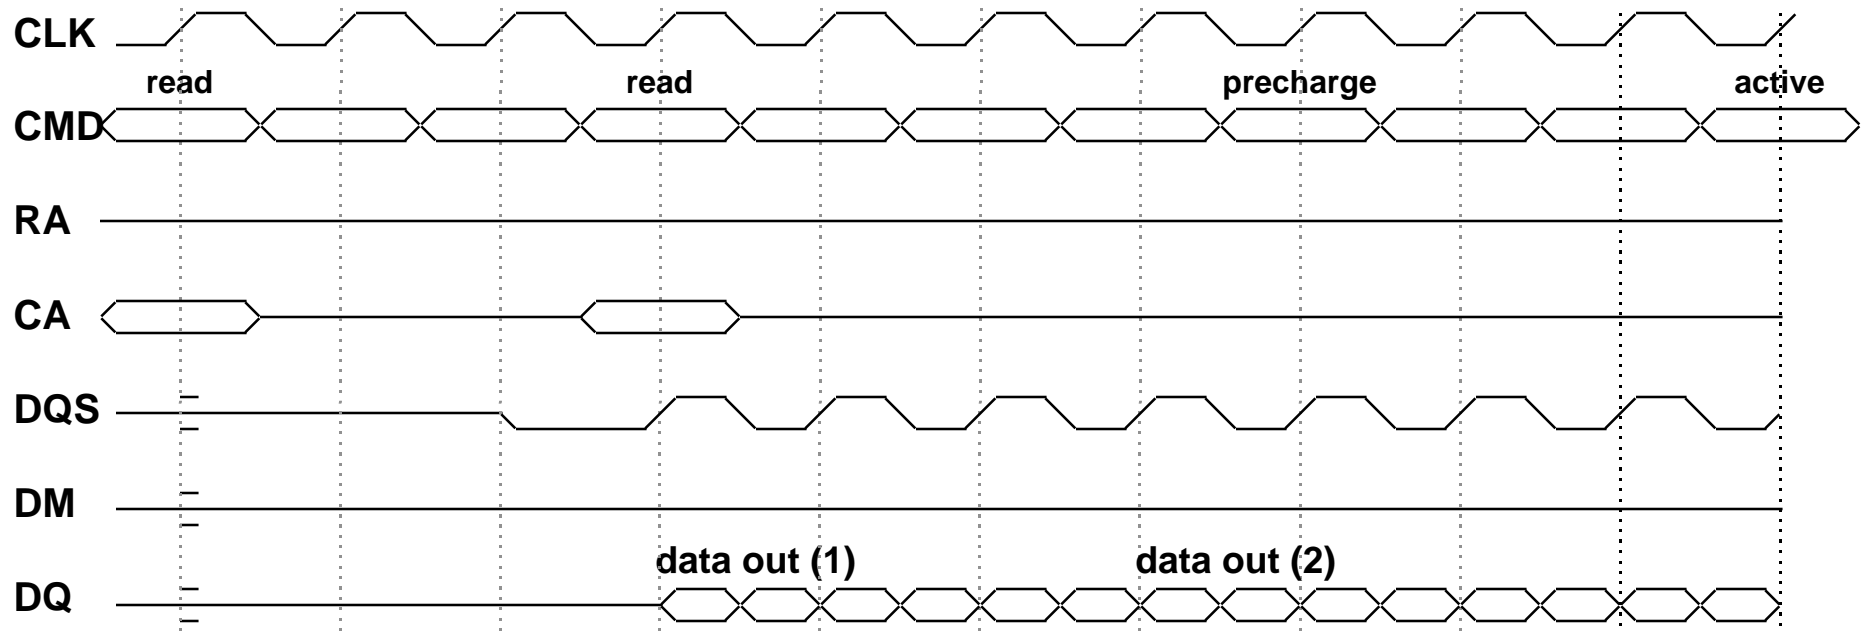 CLK
read read precharge active
CMD
RA
CA
DQS
DM
data out (1) data out (2)
DQ